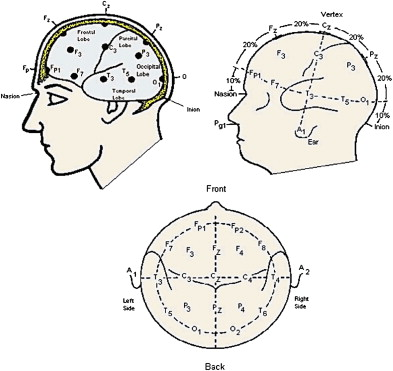 Cz
Fz
Pz
Frontal
Lobe
Parietal
Lobe
F3
C3
P3
Fp
FP1
F7
T3
T5
Occipital
Lobe
O1
O
Temporal
Lobe
Nasion
Inion
Vertex
20%
Cz
20%
Fz
Pz
20%
20%
F3
C3
P3
10%
FP1
F7
T3
T5
O1
10%
Nasion
Inion
Pg1
A1
Ear
Front
FP1
FP2
F7
F3
Fz
F4
F8
A1
T3
C3
Cz
C4
T4
A2
Left
Side
Right
Side
T5
P3
Pz
P4
T6
O1
O2
Back